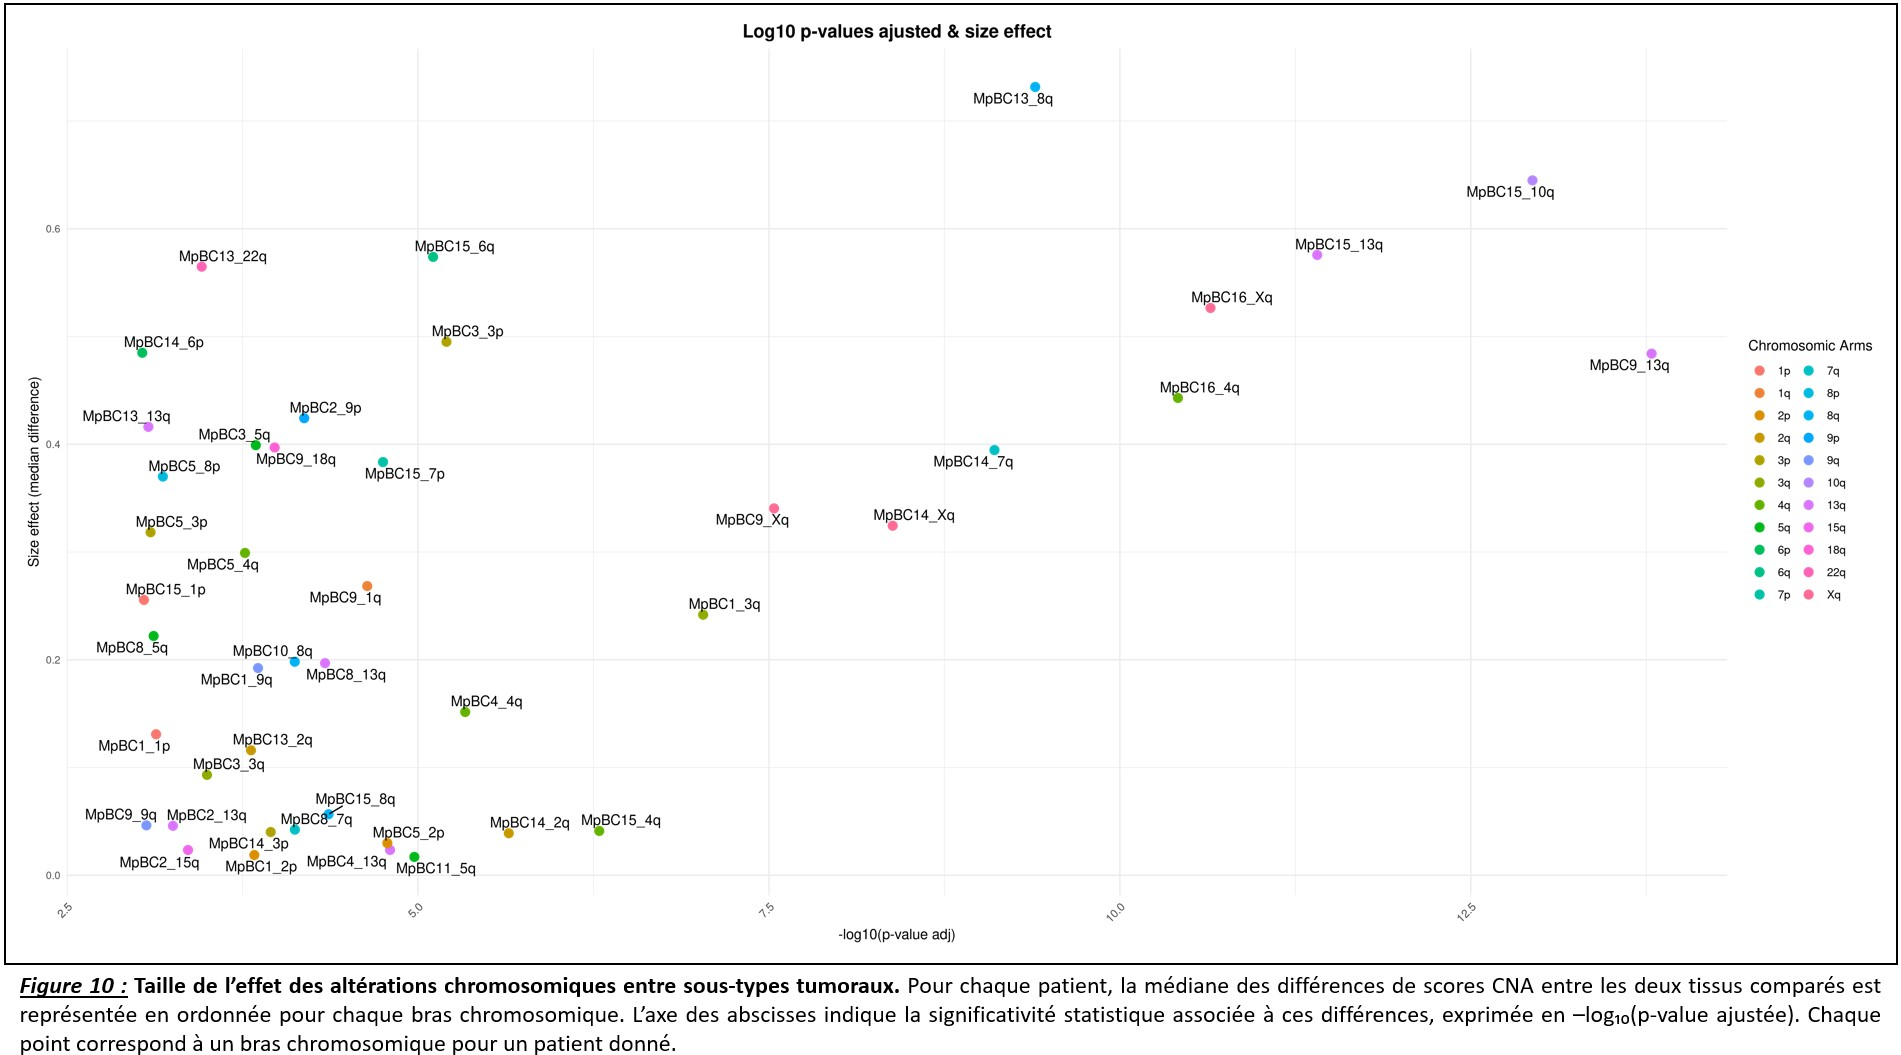 Log10 p-values ajusted & size effect
MpBC13_8q
MpBC15_10q
0.6
MpBC15_6q
MpBC15_13q
MpBC13_22q
MpBC16_Xq
MpBC3_3p
MpBC14_6p
MpBC9_13q
MpBC16_4q
MpBC2_9p
MpBC13_13q
MpBC3_5q
0.4
MpBC9_18q
MpBC14_7q
MpBC5_8p
MpBC15_7p
MpBC9_Xq
MpBC14_Xq
MpBC5_3p
MpBC5_4q
MpBC15_1p
MpBC9_1q
MpBC1_3q
MpBC8_5q
MpBC10_8q
0.2
MpBC1_9q
MpBC8_13q
MpBC4_4q
MpBC1_1p
MpBC13_2q
MpBC3_3q
MpBC15_8q
MpBC9_9q
MpBC2_13q
MpBC8_7q
MpBC14_2q
MpBC15_4q
MpBC5_2p
MpBC14_3p
MpBC2_15q
MpBC1_2p
MpBC4_13q
MpBC11_5q
0.0
2.5
5.0
7.5
10.0
12.5
-log10(p-value adj)
Size effect (median difference)
Chromosomic Arms
1p
1q
2p
2q
3p
3q
4q
5q
6p
6q
7p
7q
8p
8q
9p
9q
10q
13q
15q
18q
22q
Xq
Figure 10 : Taille de l’effet des altérations chromosomiques entre sous-types tumoraux. Pour chaque patient, la médiane des différences de scores CNA entre les deux tissus comparés est
représentée en ordonnée pour chaque bras chromosomique. L’axe des abscisses indique la significativité statistique associée à ces différences, exprimée en –log₁₀(p-value ajustée). Chaque
point correspond à un bras chromosomique pour un patient donné.